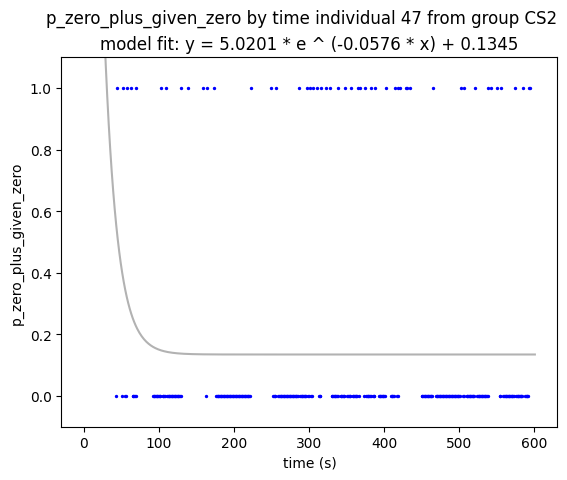 p_zero_plus_given_zero by time individual 47 from group CS2
model fit: y = 5.0201 * e ^ (-0.0576 * x) + 0.1345
1.0
0.8
0.6
0.4
0.2
0.0
p_zero_plus_given_zero
0 100 200 300 400 500 600
time (s)